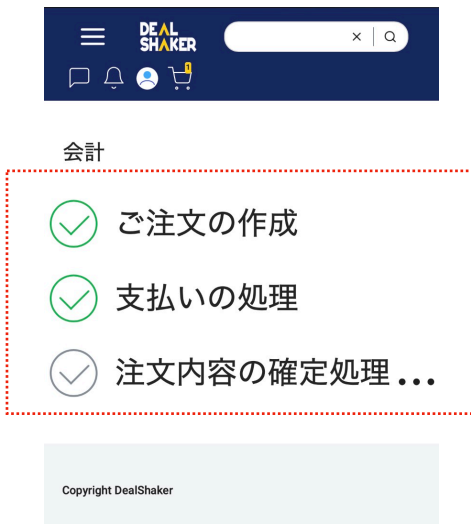 DEAL
SHAKER
1
会計
ご注文の作成
支払いの処理
注文内容の確定処理...
Copyright DealShaker